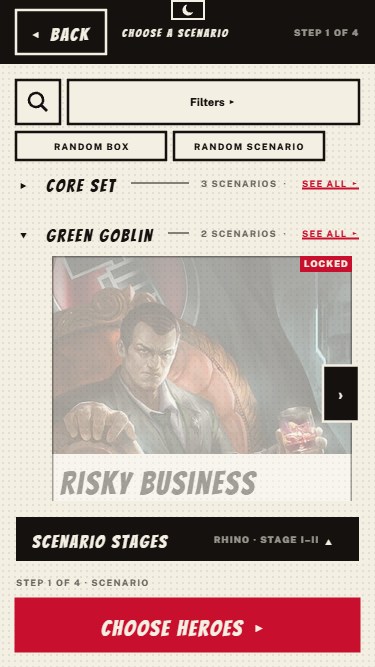 ◂ BACK
CHOOSE A SCENARIO
STEP 1 OF 4
Filters ▸
RANDOM BOX
RANDOM SCENARIO
▸ CORE SET 3 SCENARIOS · SEE ALL ▸
▾ GREEN GOBLIN 2 SCENARIOS · SEE ALL ▸
LOCKED
›
RISKY BUSINESS
SCENARIO STAGES RHINO · STAGE I–II ▴
STEP 1 OF 4 · SCENARIO
CHOOSE HEROES ▸